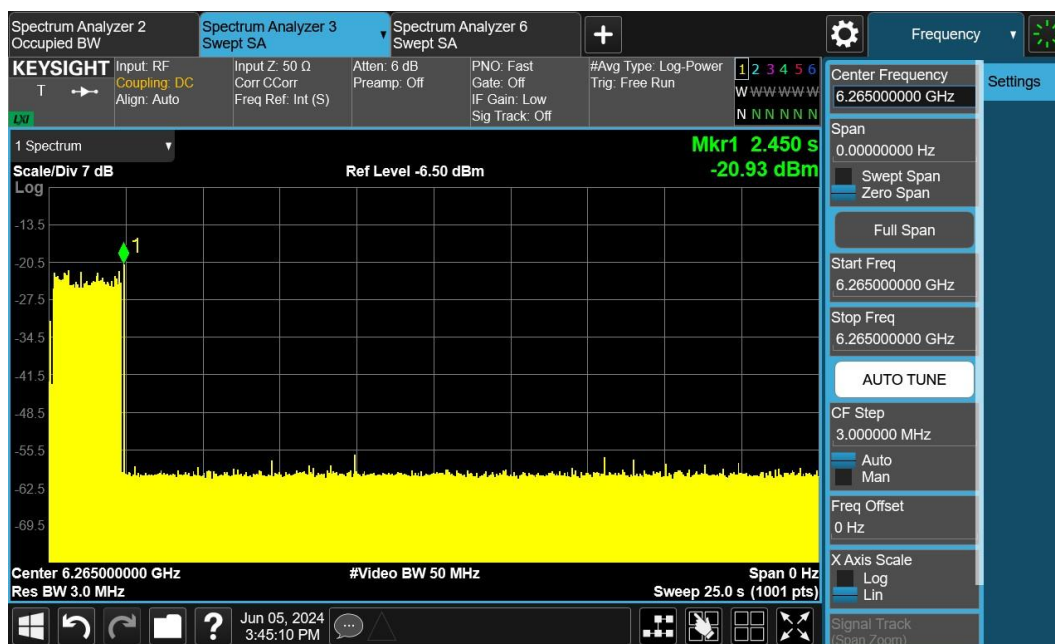 Spectrum Analyzer 2
Occupied BW
Spectrum Analyzer 3
Swept SA
Spectrum Analyzer 6
Swept SA
+
Frequency
KEYSIGHT
T
LXI
Input: RF
Coupling: DC
Align: Auto
Input Z: 50 Ω
Corr CCorr
Freq Ref: Int (S)
Atten: 6 dB
Preamp: Off
PNO: Fast
Gate: Off
IF Gain: Low
Sig Track: Off
#Avg Type: Log-Power
Trig: Free Run
1 2 3 4 5 6
W W W W W W
N N N N N N
1 Spectrum
Scale/Div 7 dB
Ref Level -6.50 dBm
Mkr1 2.450 s
-20.93 dBm
Log
1
-13.5
-20.5
-27.5
-34.5
-41.5
-48.5
-55.5
-62.5
-69.5
Center 6.265000000 GHz
#Video BW 50 MHz
Span 0 Hz
Res BW 3.0 MHz
Sweep 25.0 s (1001 pts)
Center Frequency
6.265000000 GHz
Settings
Span
0.00000000 Hz
Swept Span
Zero Span
Full Span
Start Freq
6.265000000 GHz
Stop Freq
6.265000000 GHz
AUTO TUNE
CF Step
3.000000 MHz
Auto
Man
Freq Offset
0 Hz
X Axis Scale
Log
Lin
Signal Track
(Span Zoom)
?
Jun 05, 2024
3:45:10 PM